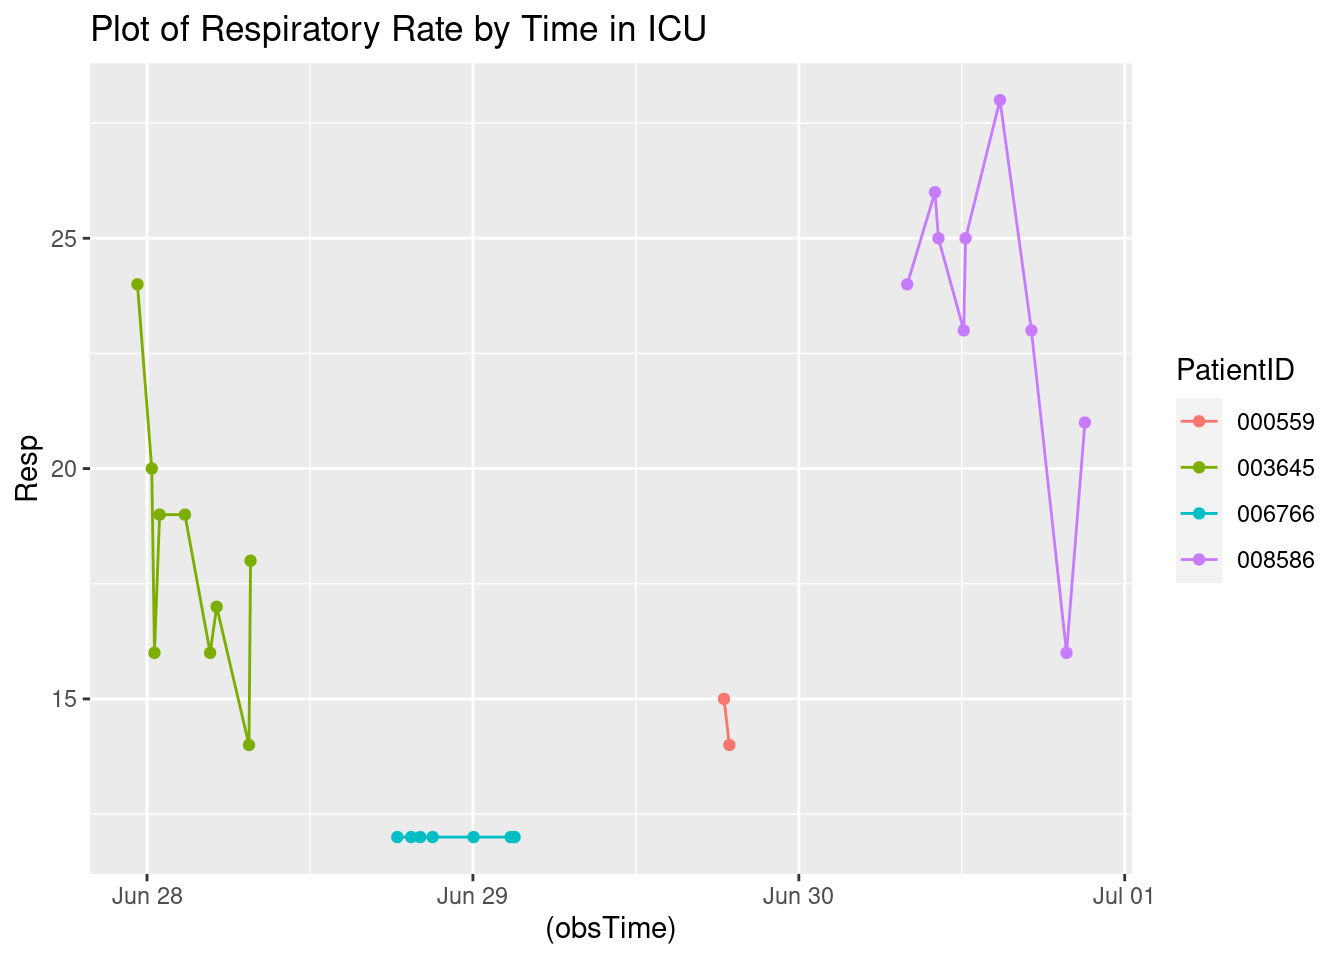 Plot of Respiratory Rate by Time in ICU
Resp
25
20
15
Jun 28
Jun 29
Jun 30
Jul 01
(obsTime)
PatientID
000559
003645
006766
008586